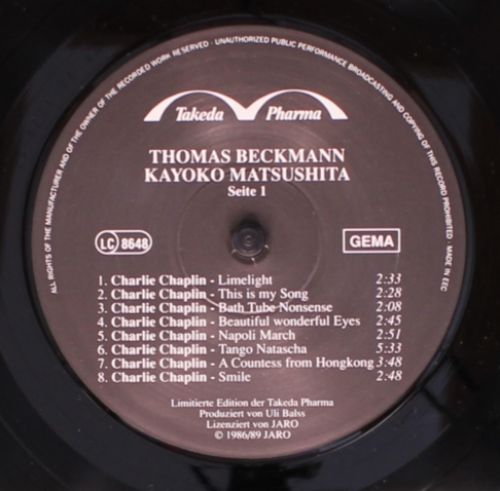 ALL RIGHTS OF THE MANUFACTURER AND OF THE OWNER OF THE RECORDED WORK RESERVED · UNAUTHORIZED PUBLIC PERFORMANCE BROADCASTING AND COPYING OF THIS RECORD PROHIBITED · MADE IN EEC
Takeda Pharma
THOMAS BECKMANN
KAYOKO MATSUSHITA
Seite 1
LC 8648 GEMA
1. Charlie Chaplin - Limelight 2:33
2. Charlie Chaplin - This is my Song 2:28
3. Charlie Chaplin - Bath Tube Nonsense 2:08
4. Charlie Chaplin - Beautiful wonderful Eyes 2:45
5. Charlie Chaplin - Napoli March 2:51
6. Charlie Chaplin - Tango Natascha 5:33
7. Charlie Chaplin - A Countess from Hongkong 3:48
8. Charlie Chaplin - Smile 2:48
Limitierte Edition der Takeda Pharma
Produziert von Uli Balss
Lizenziert von JARO
© 1986/89 JARO